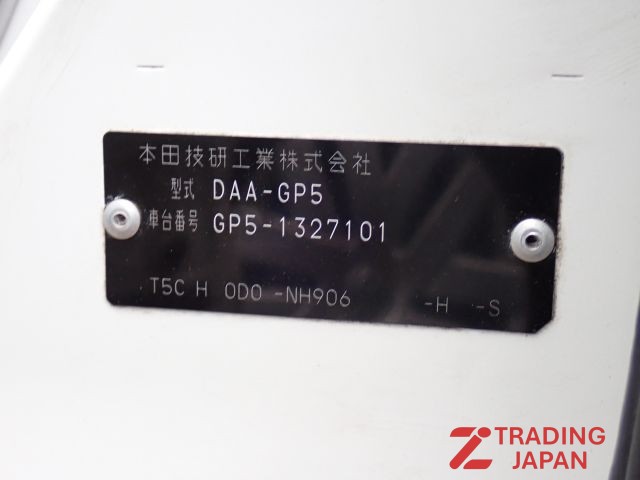 本田技研工業株式会社
型式 DAA-GP5
車台番号 GP5-1327101
T5C H 0D0 -NH906 -H -S
TRADING
JAPAN